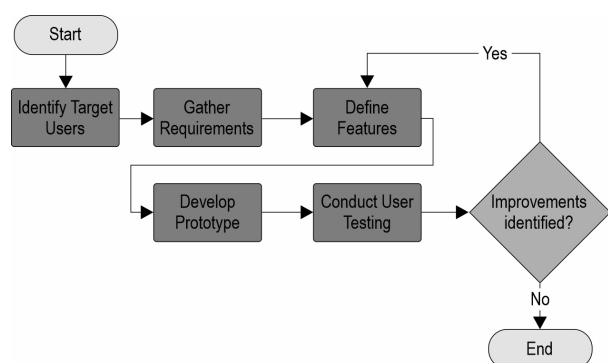 Start
Yes
Identify Target
Users
Gather
Requirements
Define
Features
Develop
Prototype
Conduct User
Testing
Improvements
identified?
No
End